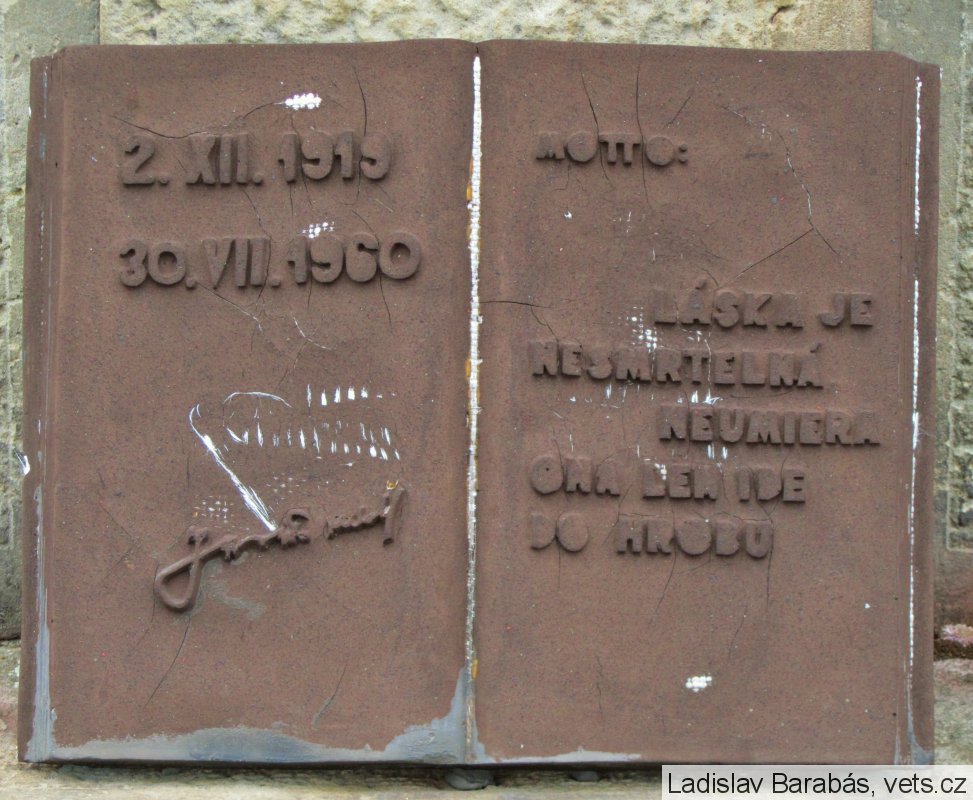 2. XII. 1919
30. VII. 1960
MOTTO:
LÁSKA JE
NESMRTELNÁ
NEUMIERA
ONA LEN IDE
DO HROBU
Ladislav Barabás, vets.cz